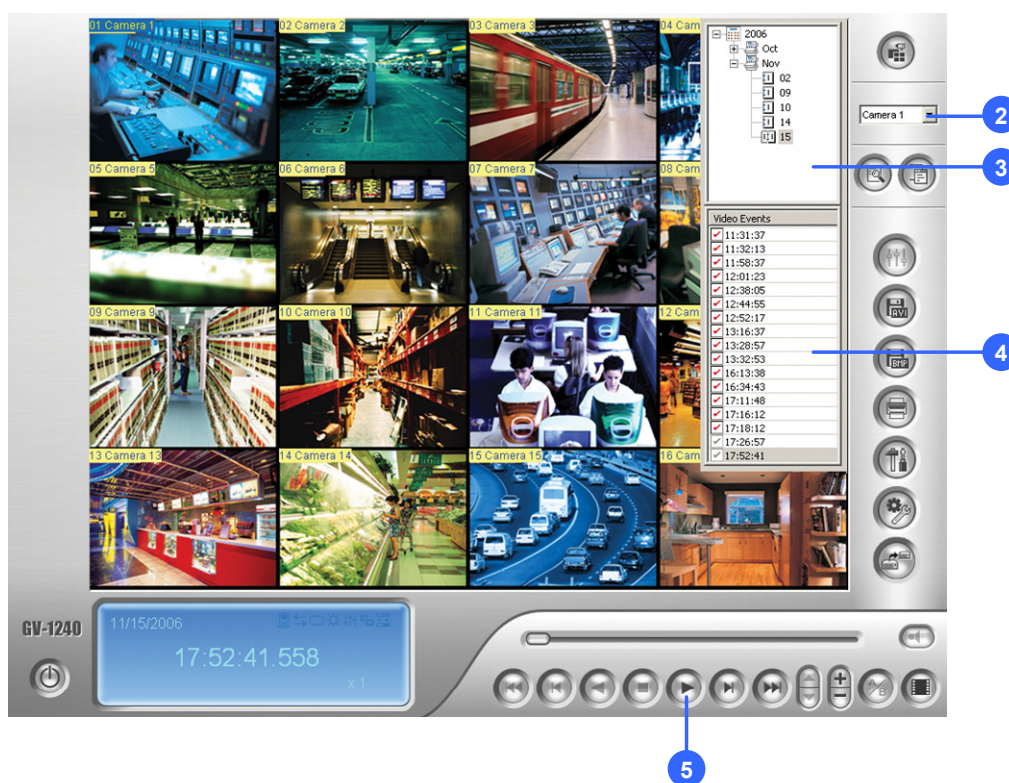 01 Camera 1
02 Camera 2
03 Camera 3
04 Cam
2006
Oct
Nov
02
09
10
14
15
Camera 1
2
3
05 Camera 5
06 Camera 6
07 Camera 7
08 Cam
Video Events
11:31:37
11:32:13
11:58:37
12:01:23
12:38:05
12:44:55
12:52:17
13:16:37
13:28:57
13:32:53
16:13:38
16:34:43
17:11:48
17:16:12
17:18:12
17:26:57
17:52:41
AVI
BMP
4
09 Camera 9
10 Camera 10
11 Camera 11
12 Cam
13 Camera 13
14 Camera 14
15 Camera 15
16 Cam
GV-1240
11/15/2006
17:52:41.558
x 1
A/B
5